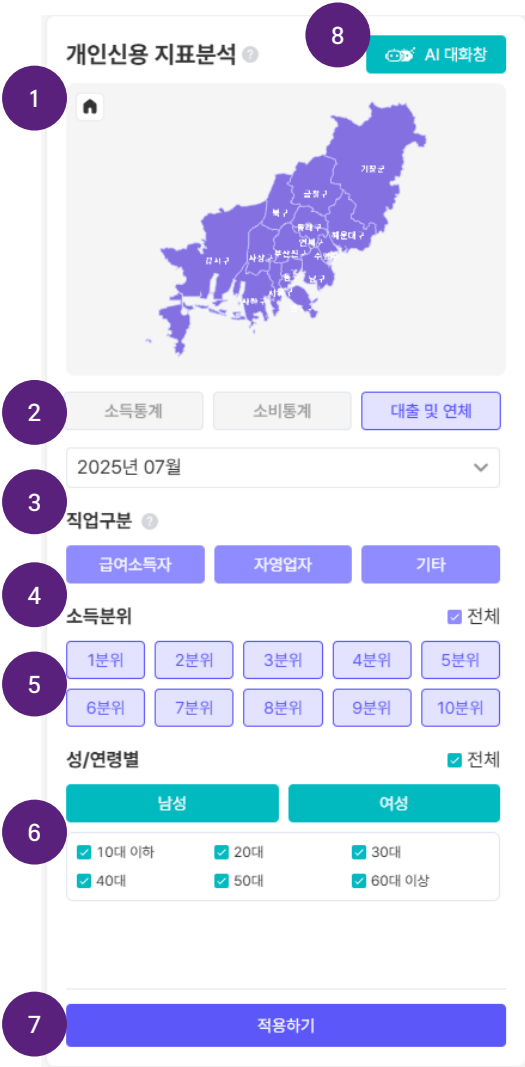 8
개인신용 지표분석 ?
AI 대화창
1
기장군
금정구
북구
동래구
해운대구
연제구
강서구
사상구
부산진구
남구
2
소득통계
소비통계
대출 및 연체
2025년 07월
3
직업구분 ?
급여소득자
자영업자
기타
4
소득분위
전체
1분위
2분위
3분위
4분위
5분위
5
6분위
7분위
8분위
9분위
10분위
성/연령별
전체
남성
여성
6
10대 이하
20대
30대
40대
50대
60대 이상
7
적용하기